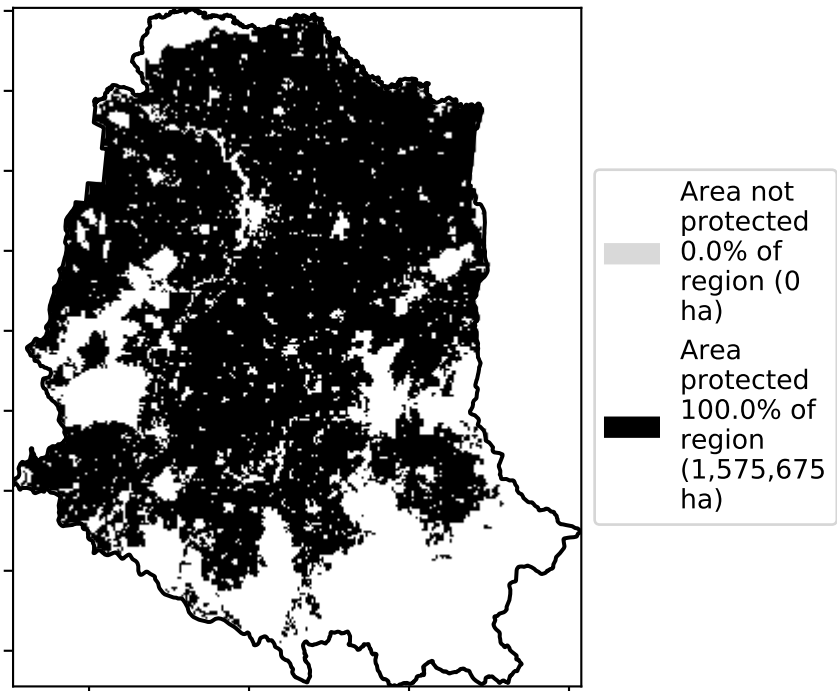 Area not
protected
0.0% of
region (0
ha)
Area
protected
100.0% of
region
(1,575,675
ha)